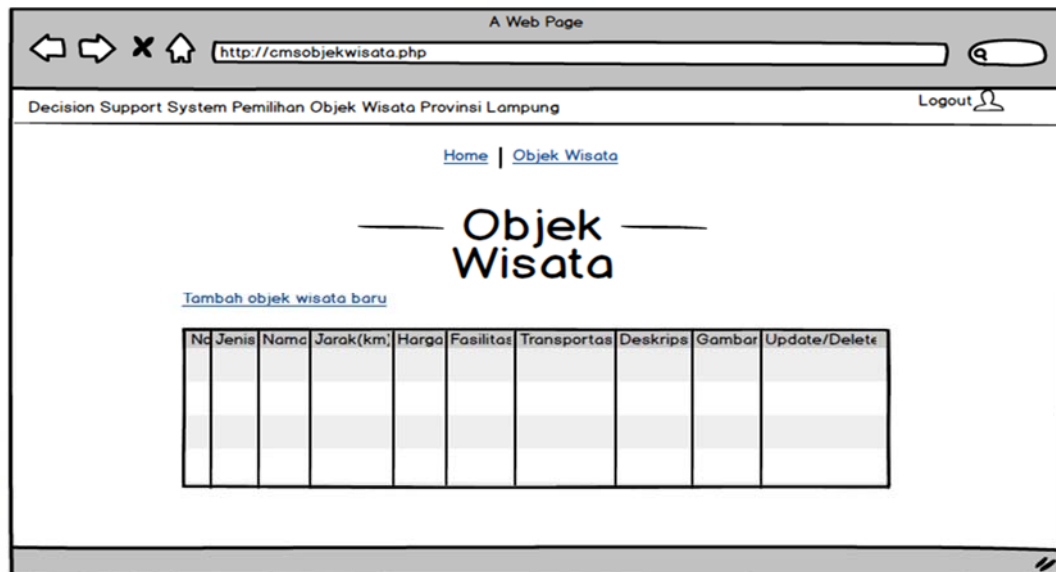 A Web Page
http://cmsobjekwisata.php
Decision Support System Pemilihan Objek Wisata Provinsi Lampung Logout
Home | Objek Wisata
Objek
Wisata
Tambah objek wisata baru
No Jenis Nama Jarak(km) Harga Fasilitas Transportas Deskrips Gambar Update/Delete